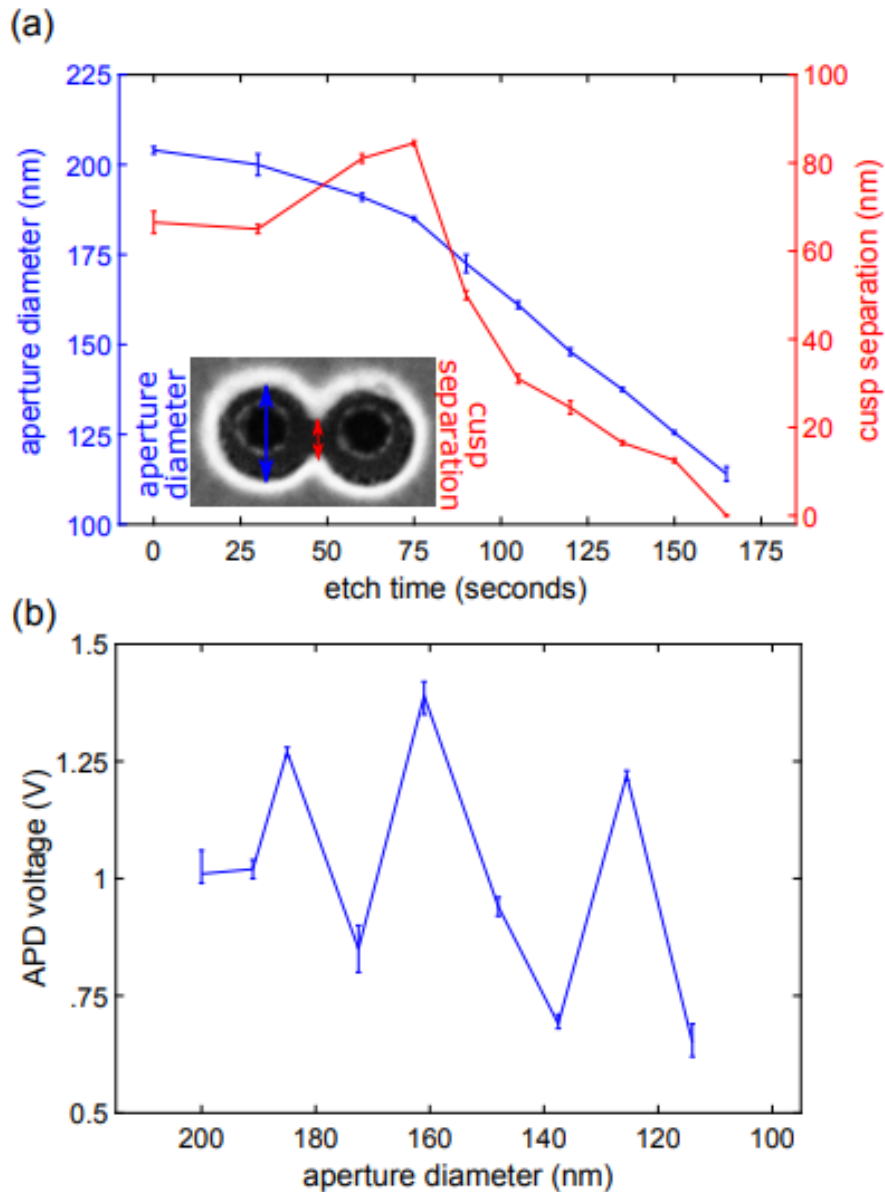 (a)
225
200
175
150
125
100
aperture diameter (nm)
100
80
60
40
20
0
cusp separation (nm)
aperture
diameter
cusp
separation
0 25 50 75 100 125 150 175
etch time (seconds)
(b)
1.5
1.25
1
.75
0.5
APD voltage (V)
200 180 160 140 120 100
aperture diameter (nm)